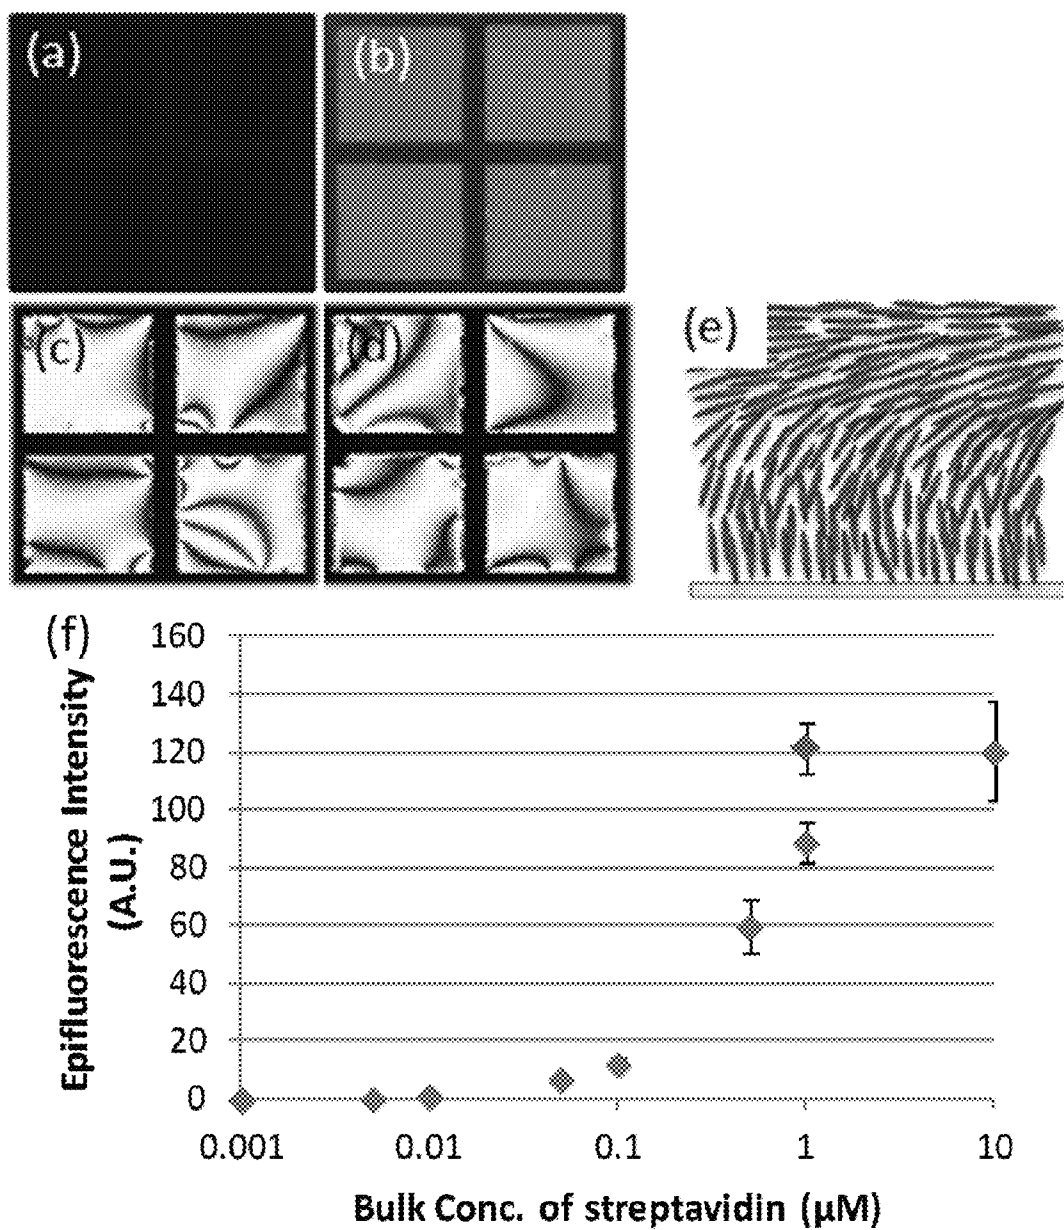 (a)
(b)
(c)
(d)
(e)
(f)
Epifluorescence Intensity
(A.U.)
160
140
120
100
80
60
40
20
0
0.001
0.01
0.1
1
10
Bulk Conc. of streptavidin (μM)